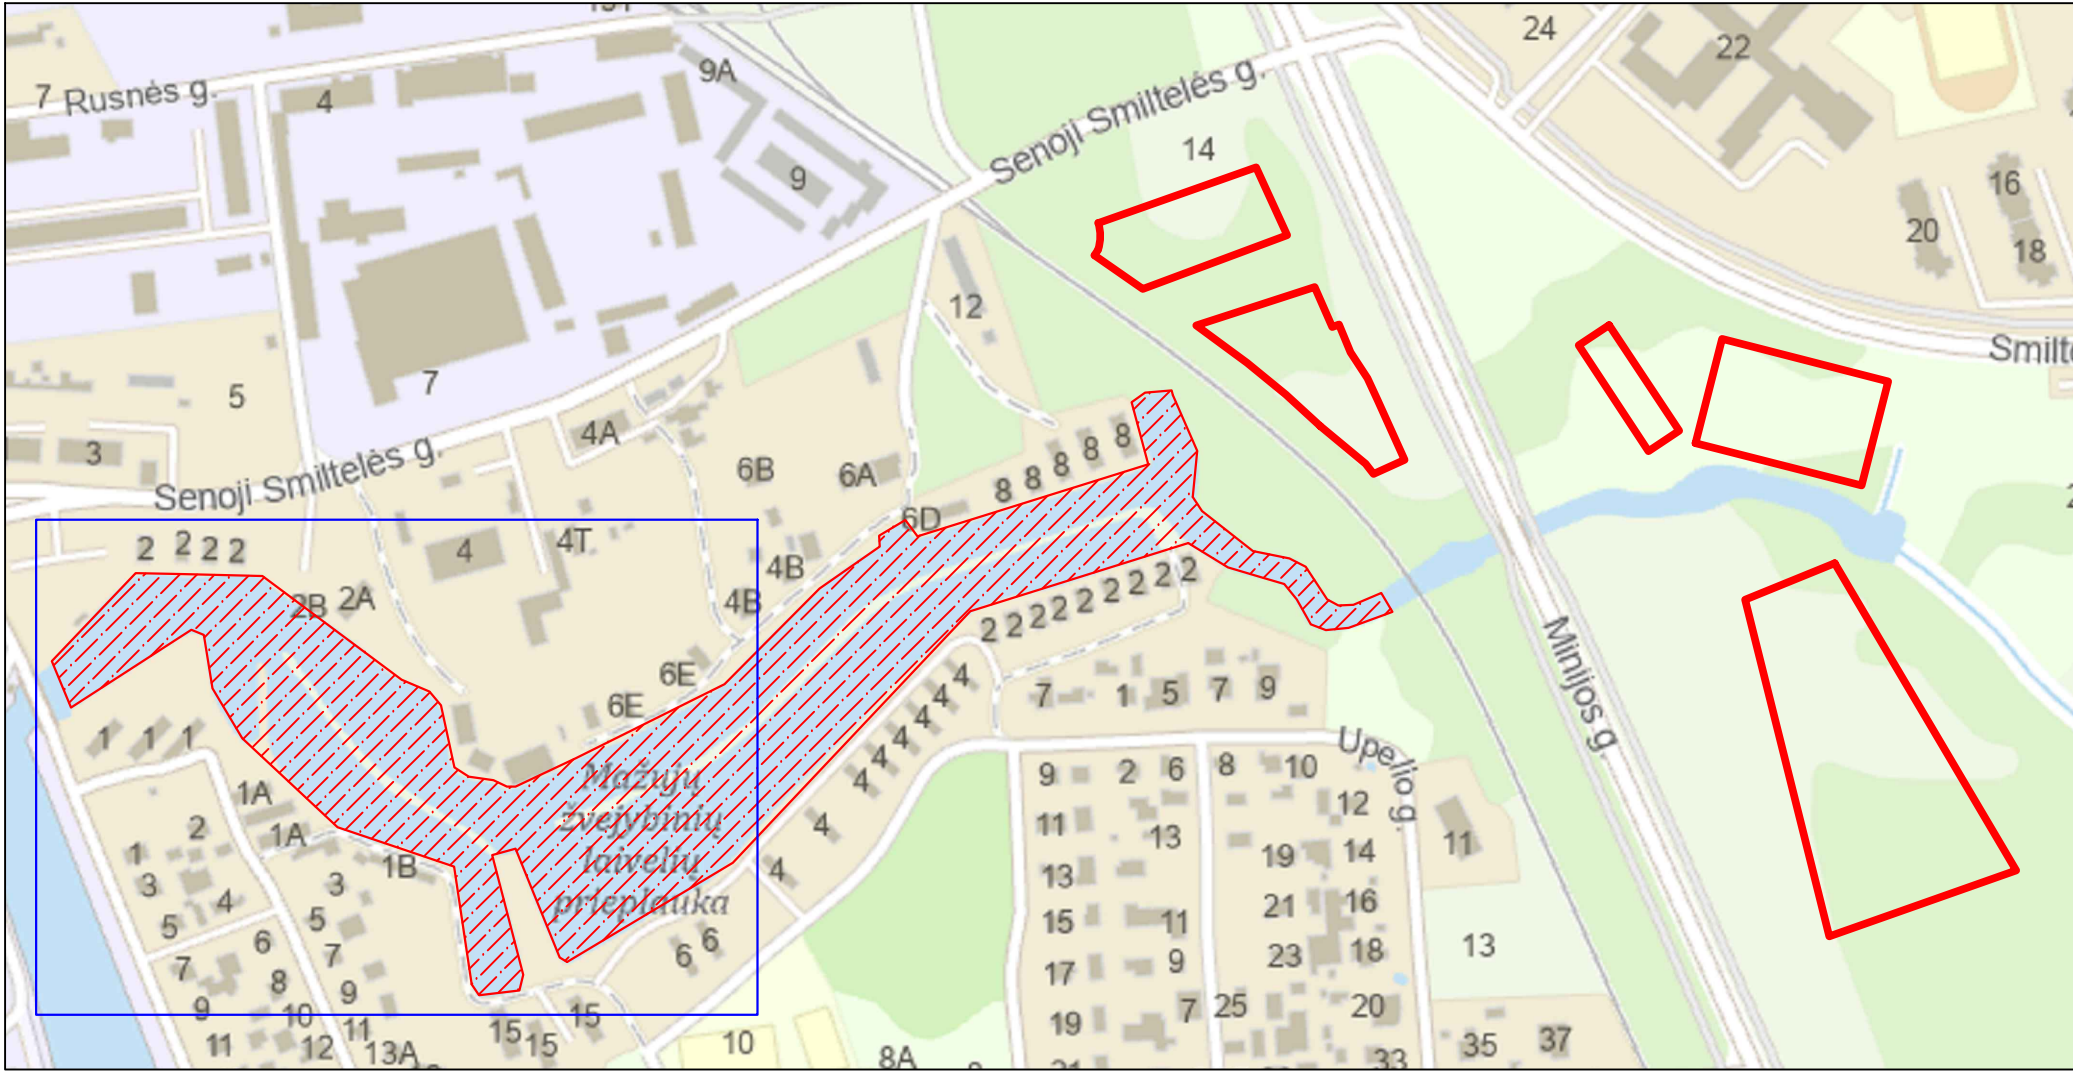 24
22
9A
7 Rusnės g.
4
Senoji Smiltelės g.
14
9
16
20
18
12
Smilt
7
5
4A
3
Senoji Smiltelės g.
6B
6A
8 8 8 8 8
6D
2 2 2 2
4
4T
4B
4B
2B 2A
2 2 2 2 2 2 2 2 2
6E
6E
4 4 4 4 4 4
7 1 5 7 9
Minijos g.
1 1 1
Upelio g.
Mažųjų
žvejybinių
laivelių
prieplauka
9 2 6 8 10
1A
12
2
1A
4
11
13
11
1
1B
4
19 14
3
3
13
4
21 16
5
5
15
11
6
6
6
13
7
7
23 18
17
9
8
9
9
7 25 20
10
15
19
11
11
12
13A
15 15
10
8A
35 37
33